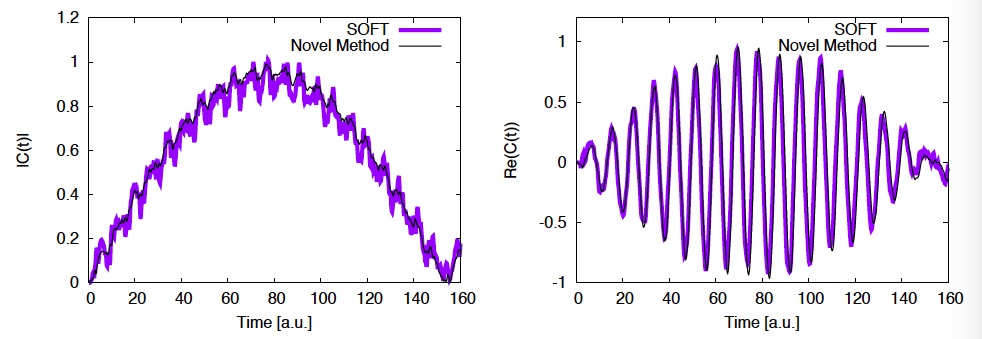 SOFT
Novel Method
1.2
1
0.8
0.6
0.4
0.2
0
|C(t)|
0 20 40 60 80 100 120 140 160
Time [a.u.]
SOFT
Novel Method
1
0.5
0
-0.5
-1
Re(C(t))
0 20 40 60 80 100 120 140 160
Time [a.u.]